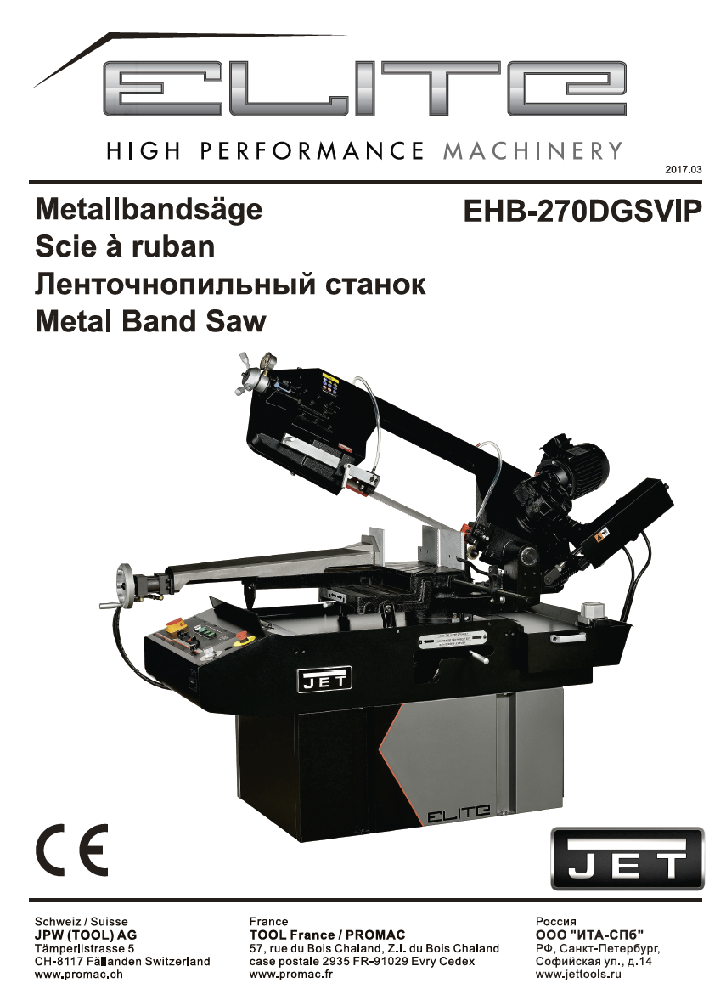 ELITE
HIGH PERFORMANCE MACHINERY
2017.03
Metallbandsäge
EHB-270DGSVIP
Scie à ruban
Ленточнопильный станок
Metal Band Saw
JET
ELITE
CE
JET
Schweiz / Suisse
JPW (TOOL) AG
Tämperlistrasse 5
CH-8117 Fällanden Switzerland
www.promac.ch
France
TOOL France / PROMAC
57, rue du Bois Chaland, Z.I. du Bois Chaland
case postale 2935 FR-91029 Evry Cedex
www.promac.fr
Россия
ООО "ИТА-СПб"
РФ, Санкт-Петербург,
Софийская ул., д.14
www.jettools.ru